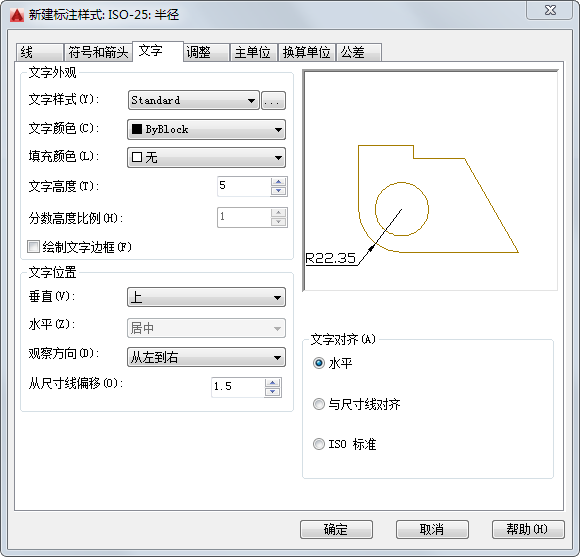 新建标注样式: ISO-25: 半径
线 符号和箭头 文字 调整 主单位 换算单位 公差
文字外观
文字样式(Y): Standard ...
文字颜色(C): ByBlock
填充颜色(L): 无
文字高度(T): 5
分数高度比例(H): 1
绘制文字边框(F)
文字位置
垂直(V): 上
水平(Z): 居中
观察方向(D): 从左到右
从尺寸线偏移(O): 1.5
R22.35
文字对齐(A)
水平
与尺寸线对齐
ISO 标准
确定 取消 帮助(H)